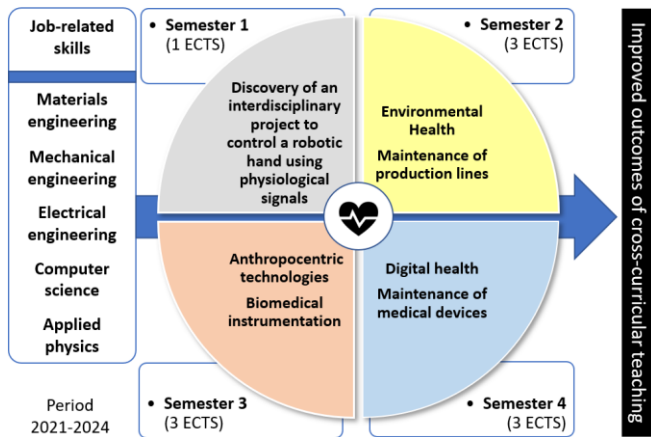 Job-related
skills
Materials
engineering
Mechanical
engineering
Electrical
engineering
Computer
science
Applied
physics
Period
2021-2024
• Semester 1
(1 ECTS)
Discovery of an
interdisciplinary
project to
control a robotic
hand using
physiological
signals
• Semester 2
(3 ECTS)
Environmental
Health
Maintenance of
production lines
Anthropocentric
technologies
Biomedical
instrumentation
• Semester 3
(3 ECTS)
Digital health
Maintenance of
medical devices
• Semester 4
(3 ECTS)
Improved outcomes of cross-curricular teaching